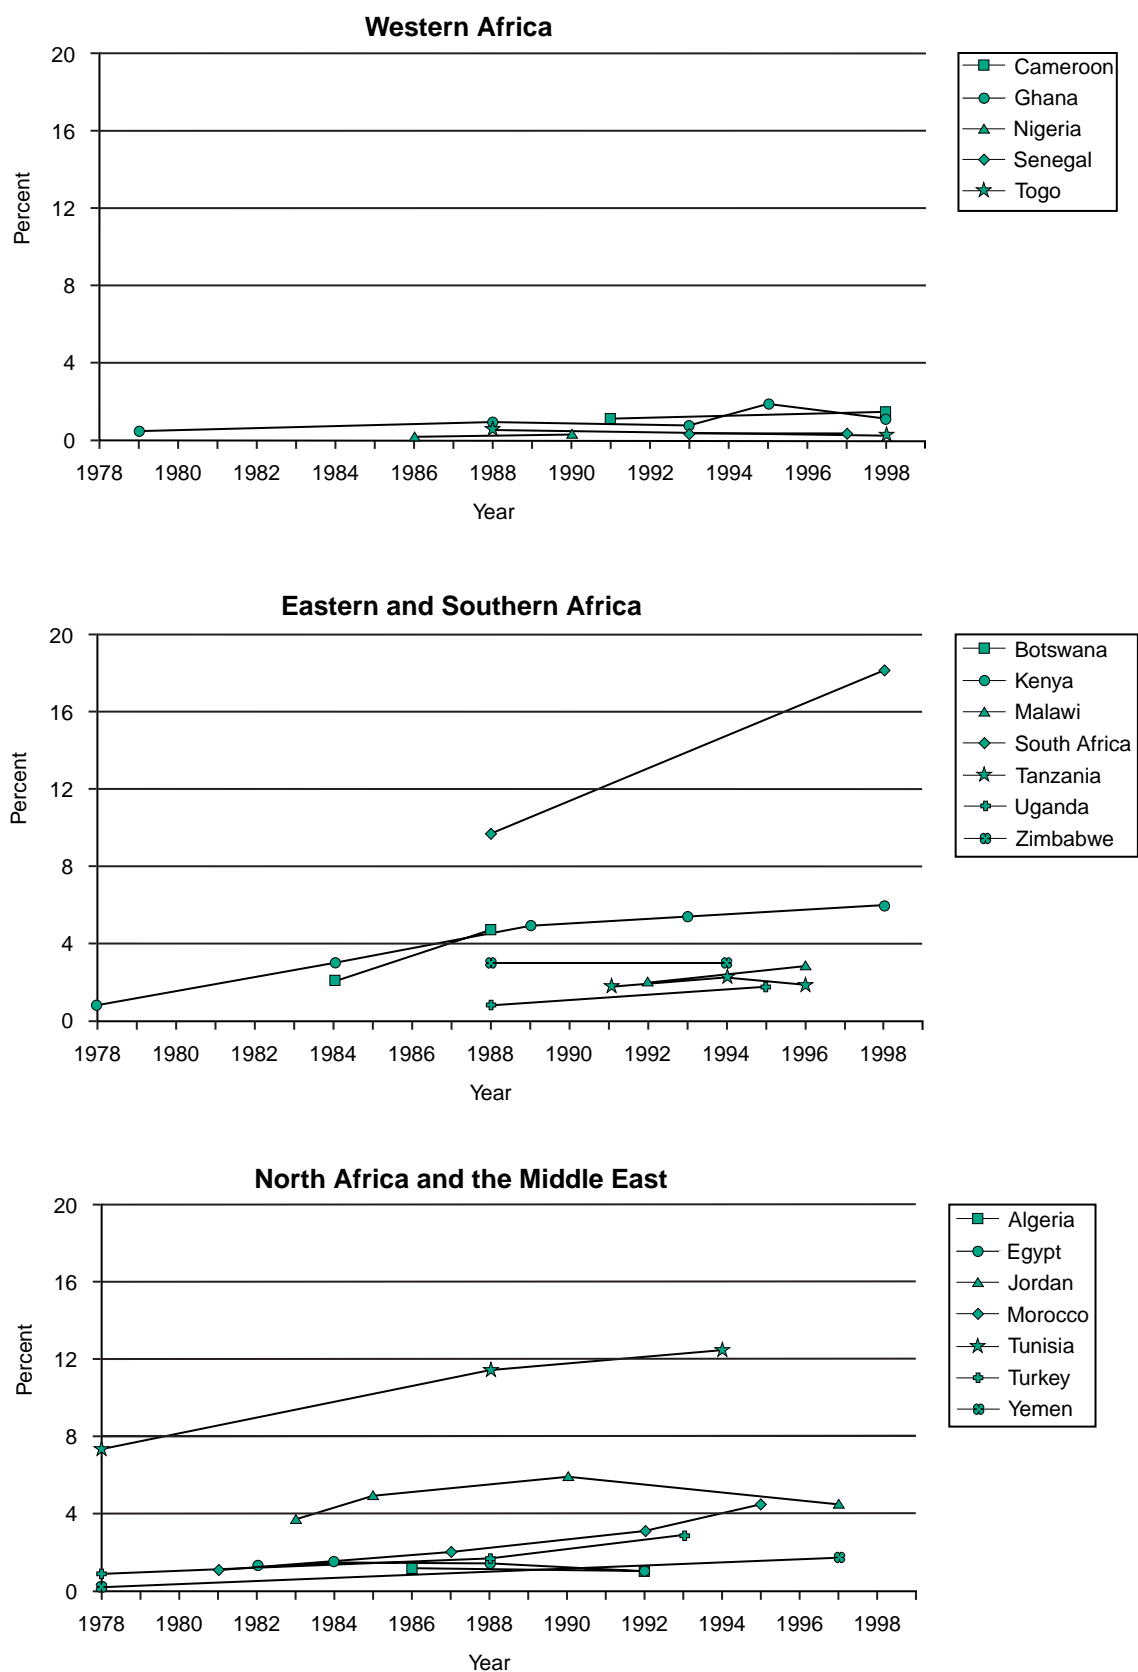 Western Africa
20
16
12
8
4
0
Percent
1978 1980 1982 1984 1986 1988 1990 1992 1994 1996 1998
Year
Cameroon
Ghana
Nigeria
Senegal
Togo
Eastern and Southern Africa
20
16
12
8
4
0
Percent
1978 1980 1982 1984 1986 1988 1990 1992 1994 1996 1998
Year
Botswana
Kenya
Malawi
South Africa
Tanzania
Uganda
Zimbabwe
North Africa and the Middle East
20
16
12
8
4
0
Percent
1978 1980 1982 1984 1986 1988 1990 1992 1994 1996 1998
Year
Algeria
Egypt
Jordan
Morocco
Tunisia
Turkey
Yemen